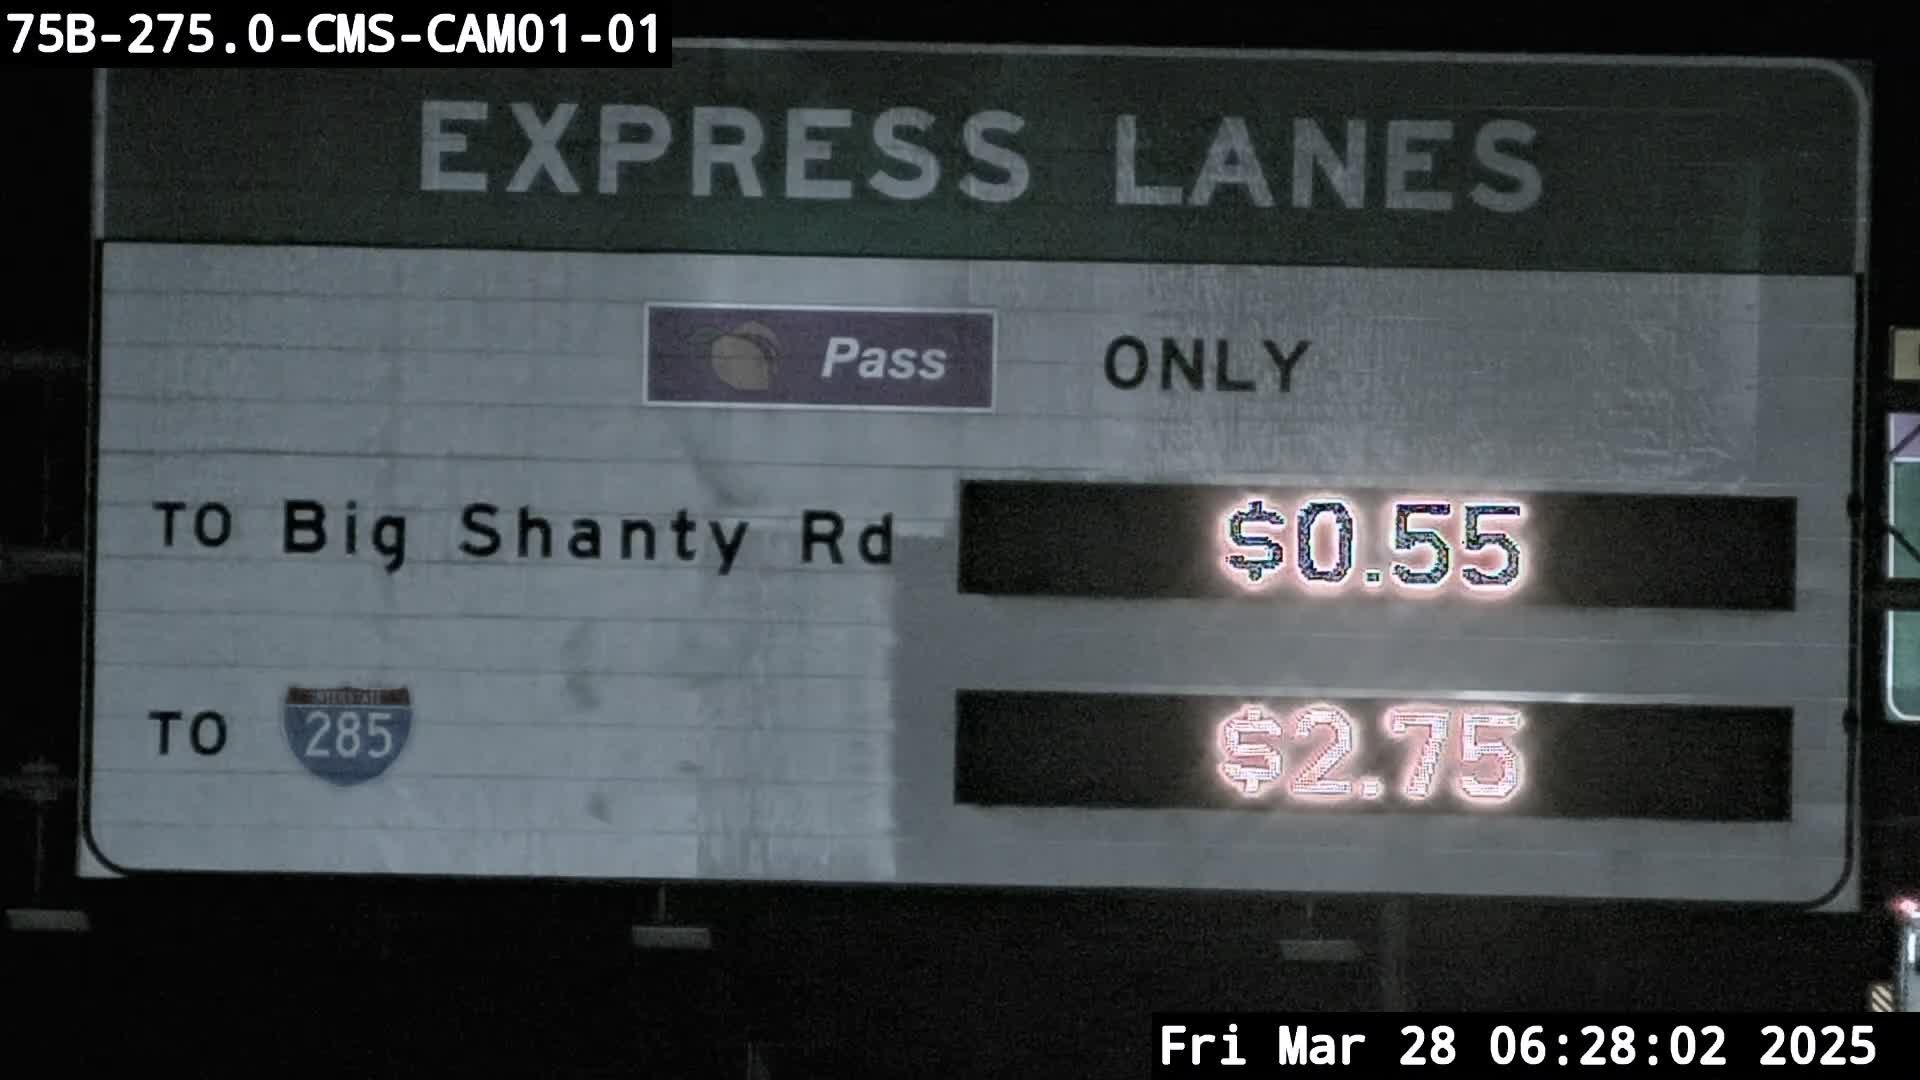 75B-275.0-CMS-CAM01-01
EXPRESS LANES
Pass ONLY
TO Big Shanty Rd $0.55
INTERSTATE
TO 285 $2.75
Fri Mar 28 06:28:02 2025